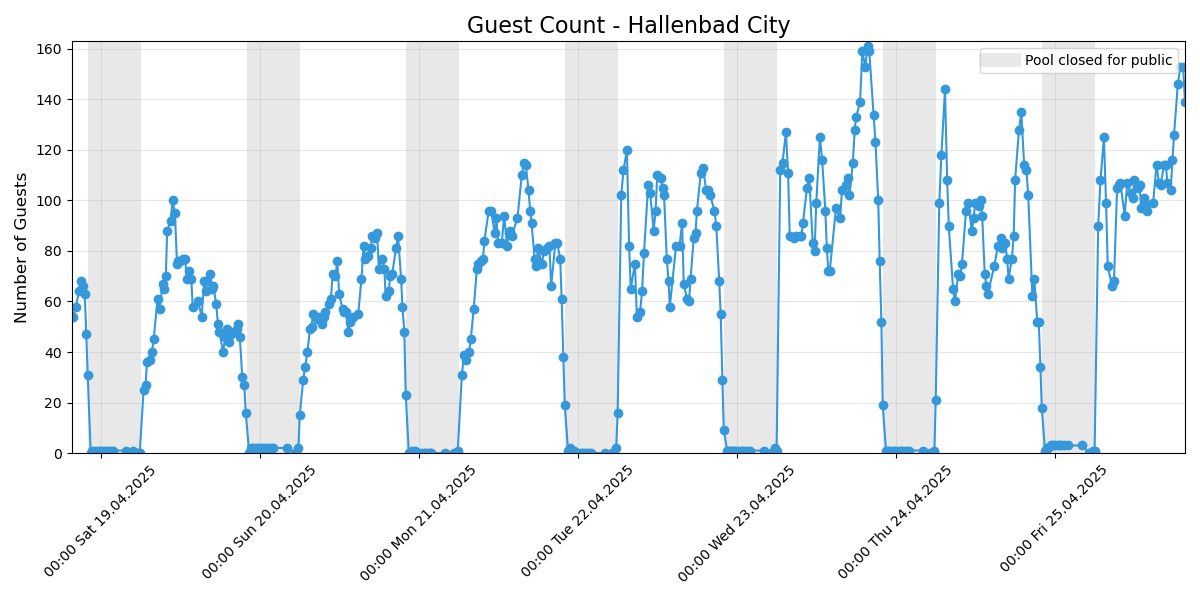 Guest Count - Hallenbad City
Pool closed for public
Number of Guests
160
140
120
100
80
60
40
20
0
00:00 Sat 19.04.2025
00:00 Sun 20.04.2025
00:00 Mon 21.04.2025
00:00 Tue 22.04.2025
00:00 Wed 23.04.2025
00:00 Thu 24.04.2025
00:00 Fri 25.04.2025